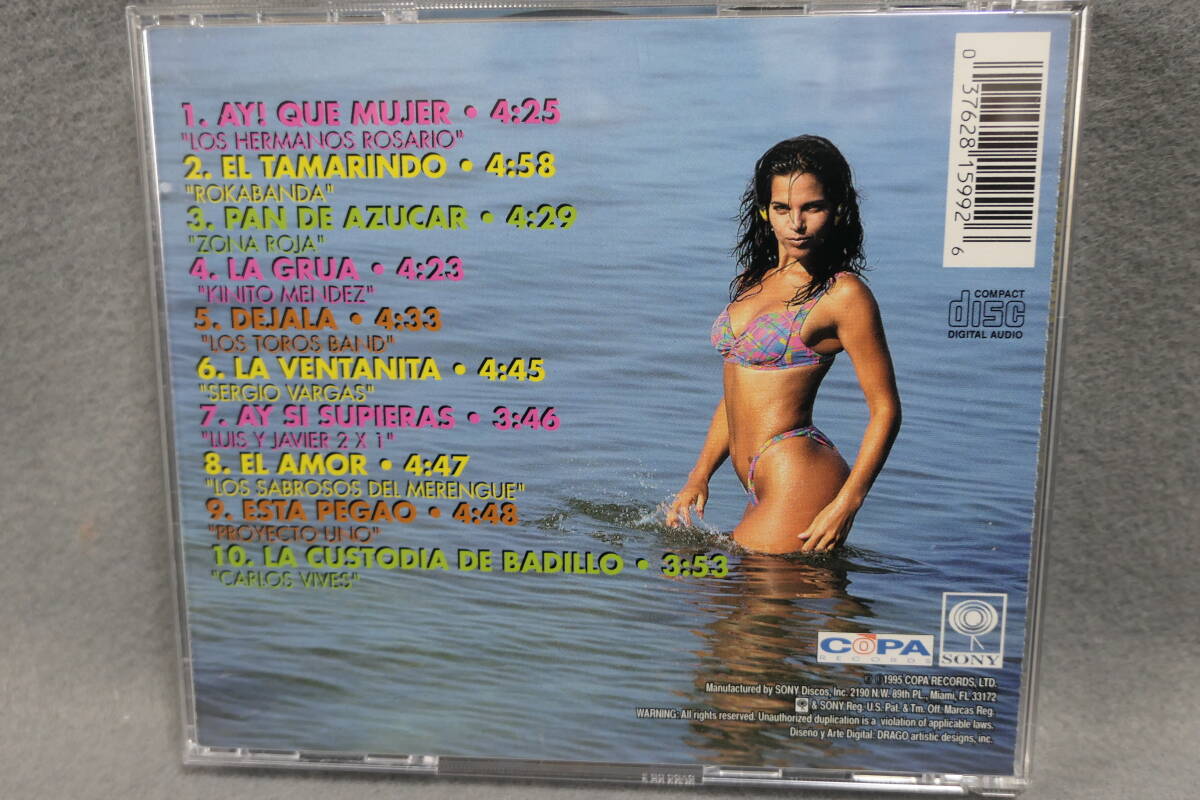 1. AY! QUE MUJER • 4:25
"LOS HERMANOS ROSARIO"
2. EL TAMARINDO • 4:58
"ROKABANDA"
3. PAN DE AZUCAR • 4:29
"ZONA ROJA"
4. LA GRUA • 4:23
"KINITO MENDEZ"
5. DEJALA • 4:33
"LOS TOROS BAND"
6. LA VENTANITA • 4:45
"SERGIO VARGAS"
7. AY SI SUPIERAS • 3:46
"LUIS Y JAVIER 2 X 1"
8. EL AMOR • 4:47
"LOS SABROSOS DEL MERENGUE"
9. ESTA PEGAO • 4:48
"PROYECTO UNO"
10. LA CUSTODIA DE BADILLO • 3:53
"CARLOS VIVES"
0 37628 15992 6
COMPACT
disc
DIGITAL AUDIO
COPA
RECORDS
SONY
1995 COPA RECORDS, LTD.
Manufactured by SONY Discos, Inc. 2190 N.W. 89th PL., Miami, FL 33172
& SONY Reg. U.S. Pat. & Tm. Off. Marcas Reg.
WARNING: All rights reserved. Unauthorized duplication is a violation of applicable laws.
Diseno y Arte Digital: DRAGO artistic designs, inc.